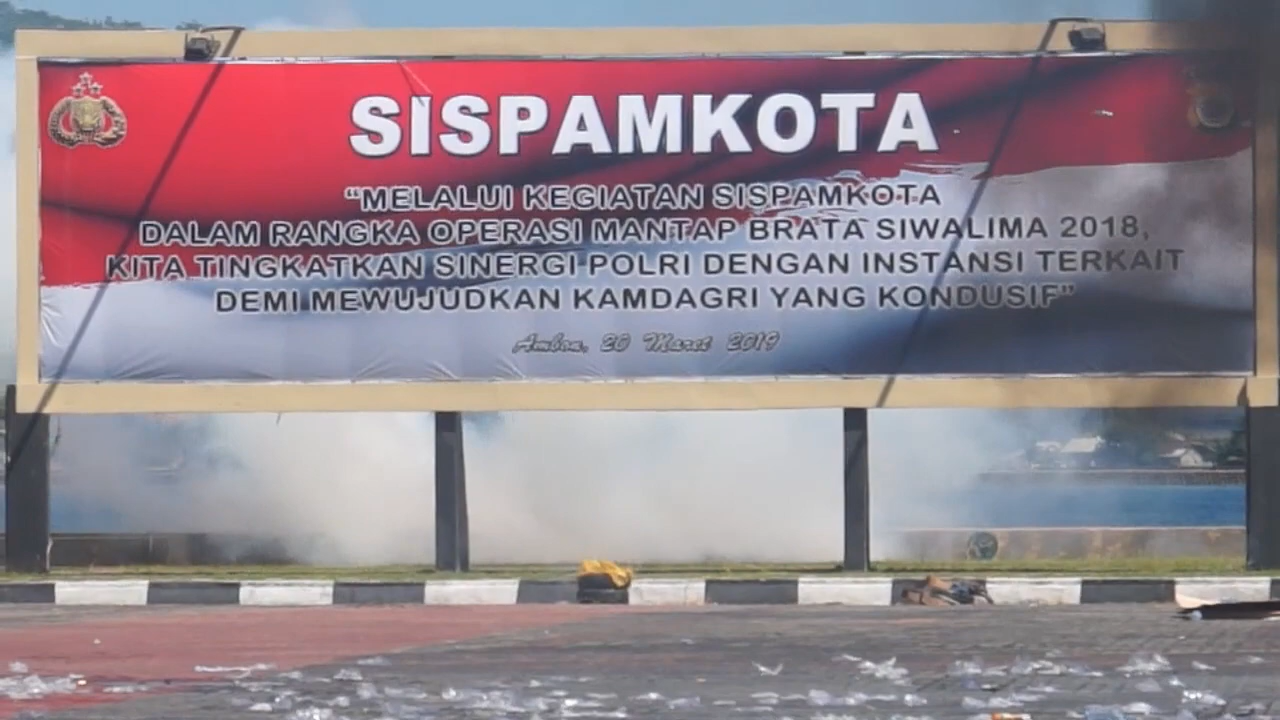 SISPAMKOTA
“MELALUI KEGIATAN SISPAMKOTA
DALAM RANGKA OPERASI MANTAP BRATA SIWALIMA 2018,
KITA TINGKATKAN SINERGI POLRI DENGAN INSTANSI TERKAIT
DEMI MEWUJUDKAN KAMDAGRI YANG KONDUSIF”
Ambon, 20 Maret 2019